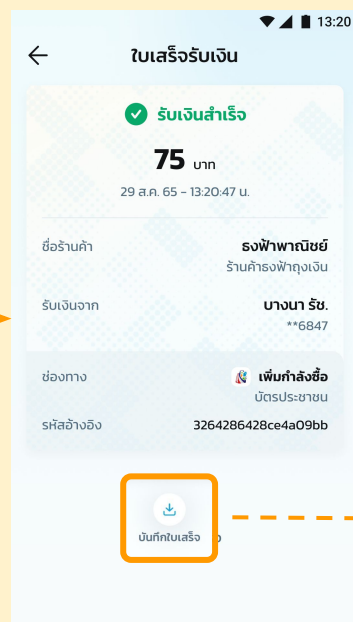 13:20
ใบเสร็จรับเงิน
รับเงินสำเร็จ
75 บาท
29 ส.ค. 65 - 13:20:47 น.
ชื่อร้านค้า
ธงฟ้าพาณิชย์
ร้านค้าธงฟ้าถุงเงิน
รับเงินจาก
บางนา รัช.
**6847
ช่องทาง
เพิ่มกำลังซื้อ
บัตรประชาชน
รหัสอ้างอิง
3264286428ce4a09bb
บันทึกใบเสร็จ